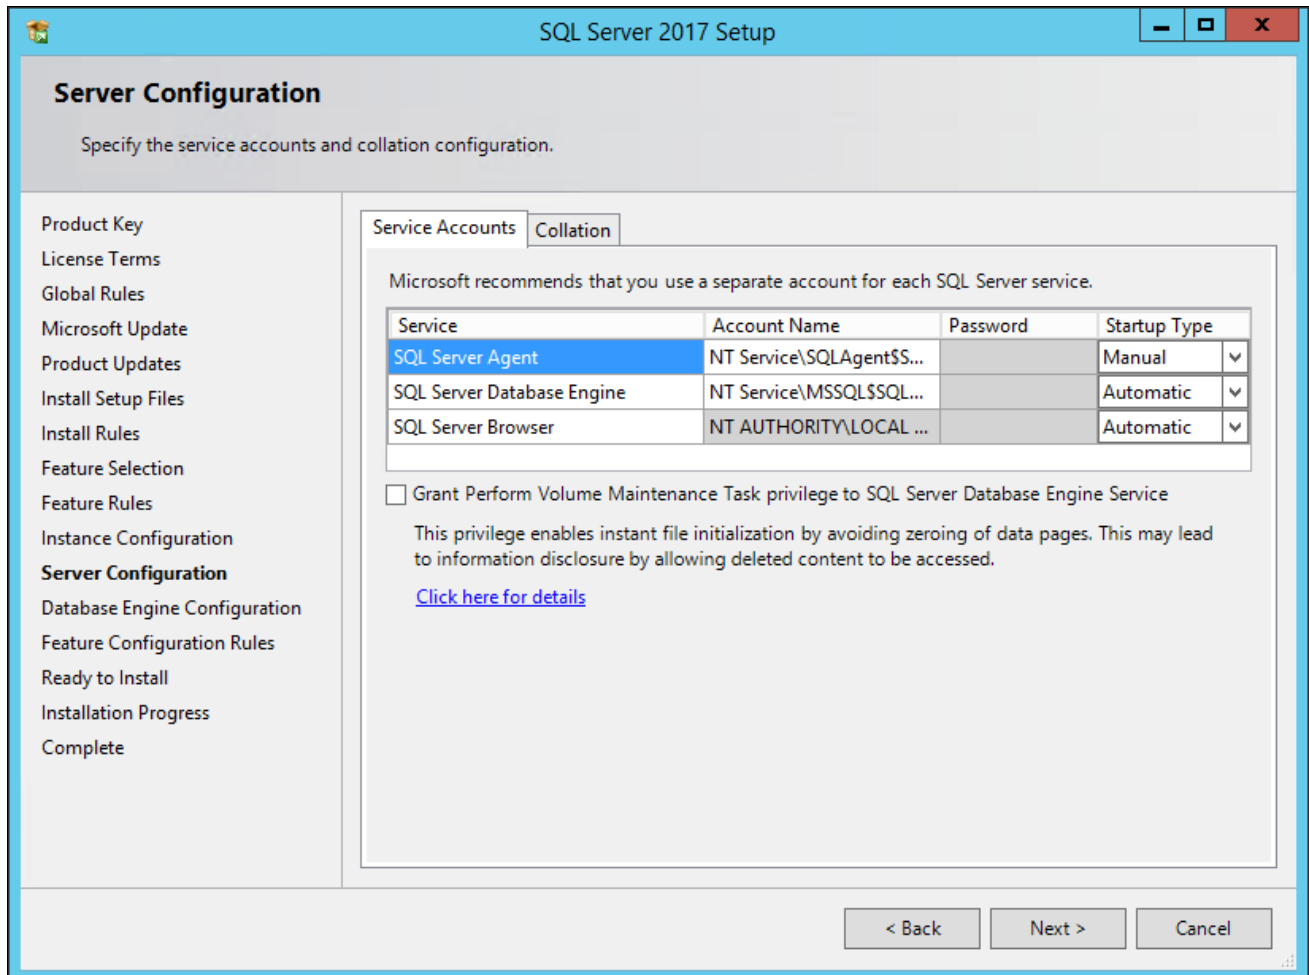 SQL Server 2017 Setup
Server Configuration
Specify the service accounts and collation configuration.
Product Key
License Terms
Global Rules
Microsoft Update
Product Updates
Install Setup Files
Install Rules
Feature Selection
Feature Rules
Instance Configuration
Server Configuration
Database Engine Configuration
Feature Configuration Rules
Ready to Install
Installation Progress
Complete
Service Accounts Collation
Microsoft recommends that you use a separate account for each SQL Server service.
Service Account Name Password Startup Type
SQL Server Agent NT Service\SQLAgent$S... Manual
SQL Server Database Engine NT Service\MSSQL$SQL... Automatic
SQL Server Browser NT AUTHORITY\LOCAL ... Automatic
Grant Perform Volume Maintenance Task privilege to SQL Server Database Engine Service
This privilege enables instant file initialization by avoiding zeroing of data pages. This may lead
to information disclosure by allowing deleted content to be accessed.
Click here for details
< Back Next > Cancel